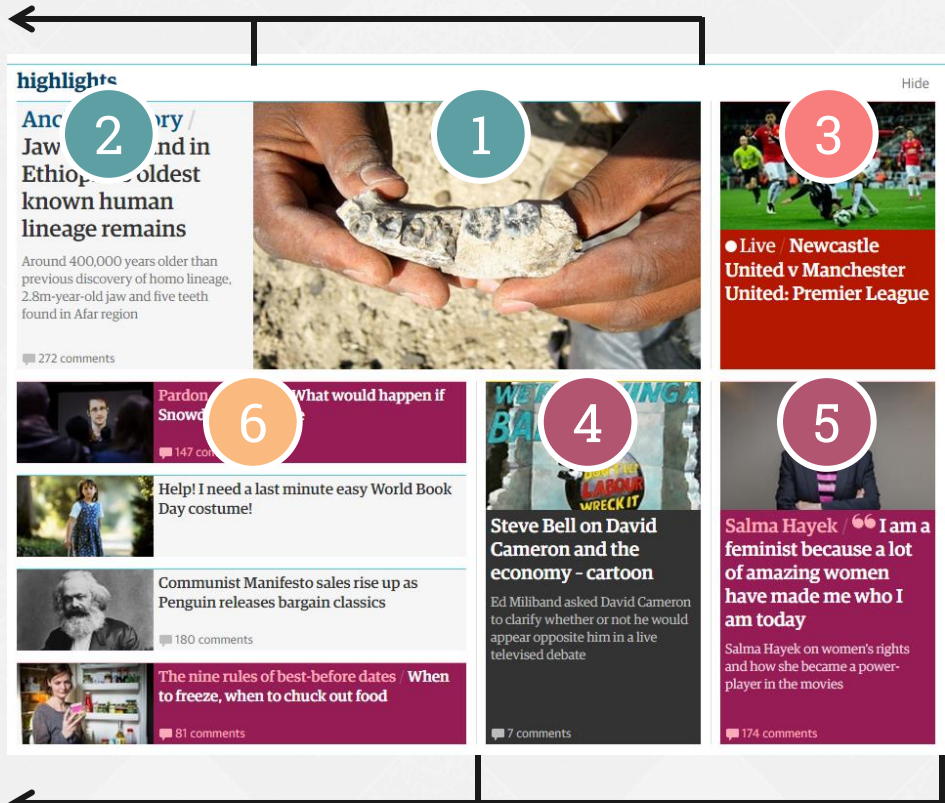 highlights
Hide
2
1
3
/
Jaw in
oldest
known human
lineage remains
Around 400,000 years older than
previous discovery of homo lineage,
2.8m-year-old jaw and five teeth
found in Afar region
272 comments
Live / Newcastle
United v Manchester
United: Premier League
6
Pardon What would happen if
147
Help! I need a last minute easy World Book
Day costume!
Communist Manifesto sales rise up as
Penguin releases bargain classics
180 comments
The nine rules of best-before dates / When
to freeze, when to chuck out food
81 comments
4
A
LABOUR
WRECK IT
Steve Bell on David
Cameron and the
economy – cartoon
Ed Miliband asked David Cameron
to clarify whether or not he would
appear opposite him in a live
televised debate
7 comments
5
Salma Hayek / ❝ I am a
feminist because a lot
of amazing women
have made me who I
am today
Salma Hayek on women's rights
and how she became a power-
player in the movies
174 comments